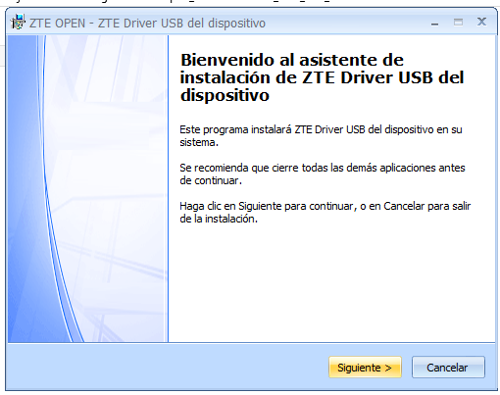 ZTE OPEN - ZTE Driver USB del dispositivo
Bienvenido al asistente de
instalación de ZTE Driver USB del
dispositivo
Este programa instalará ZTE Driver USB del dispositivo en su
sistema.
Se recomienda que cierre todas las demás aplicaciones antes
de continuar.
Haga clic en Siguiente para continuar, o en Cancelar para salir
de la instalación.
Siguiente >
Cancelar